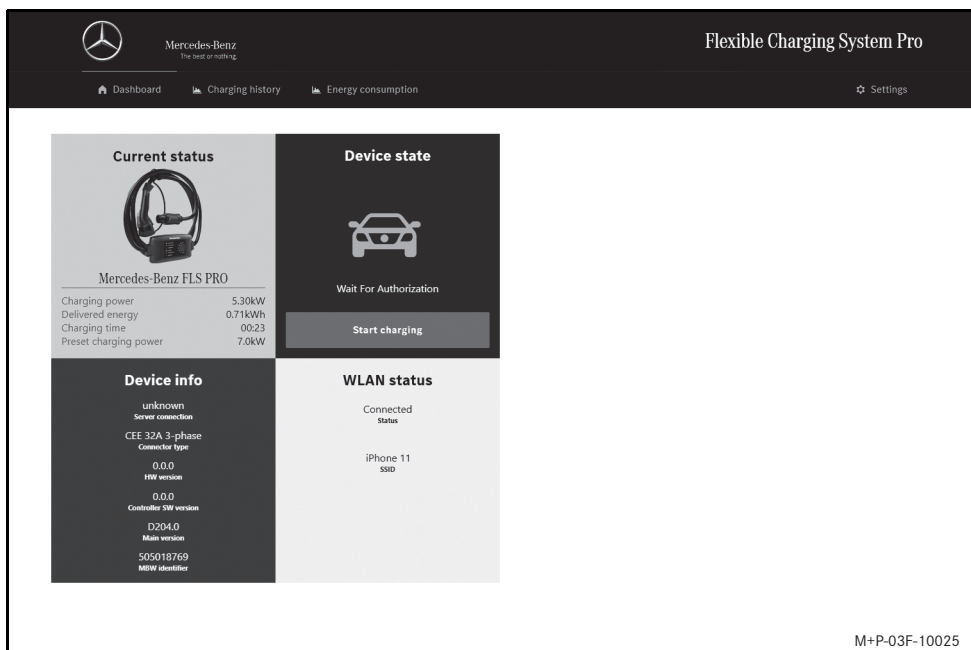 Mercedes-Benz
The best or nothing.
Flexible Charging System Pro
Dashboard
Charging history
Energy consumption
Settings
Current status
Mercedes-Benz FLS PRO
Charging power 5.30kW
Delivered energy 0.71kWh
Charging time 00:23
Preset charging power 7.0kW
Device state
Wait For Authorization
Start charging
Device info
unknown
Server connection
CEE 32A 3-phase
Connector type
0.0.0
HW version
0.0.0
Controller SW version
D204.0
Main version
505018769
MBW identifier
WLAN status
Connected
Status
iPhone 11
SSID
M+P-03F-10025